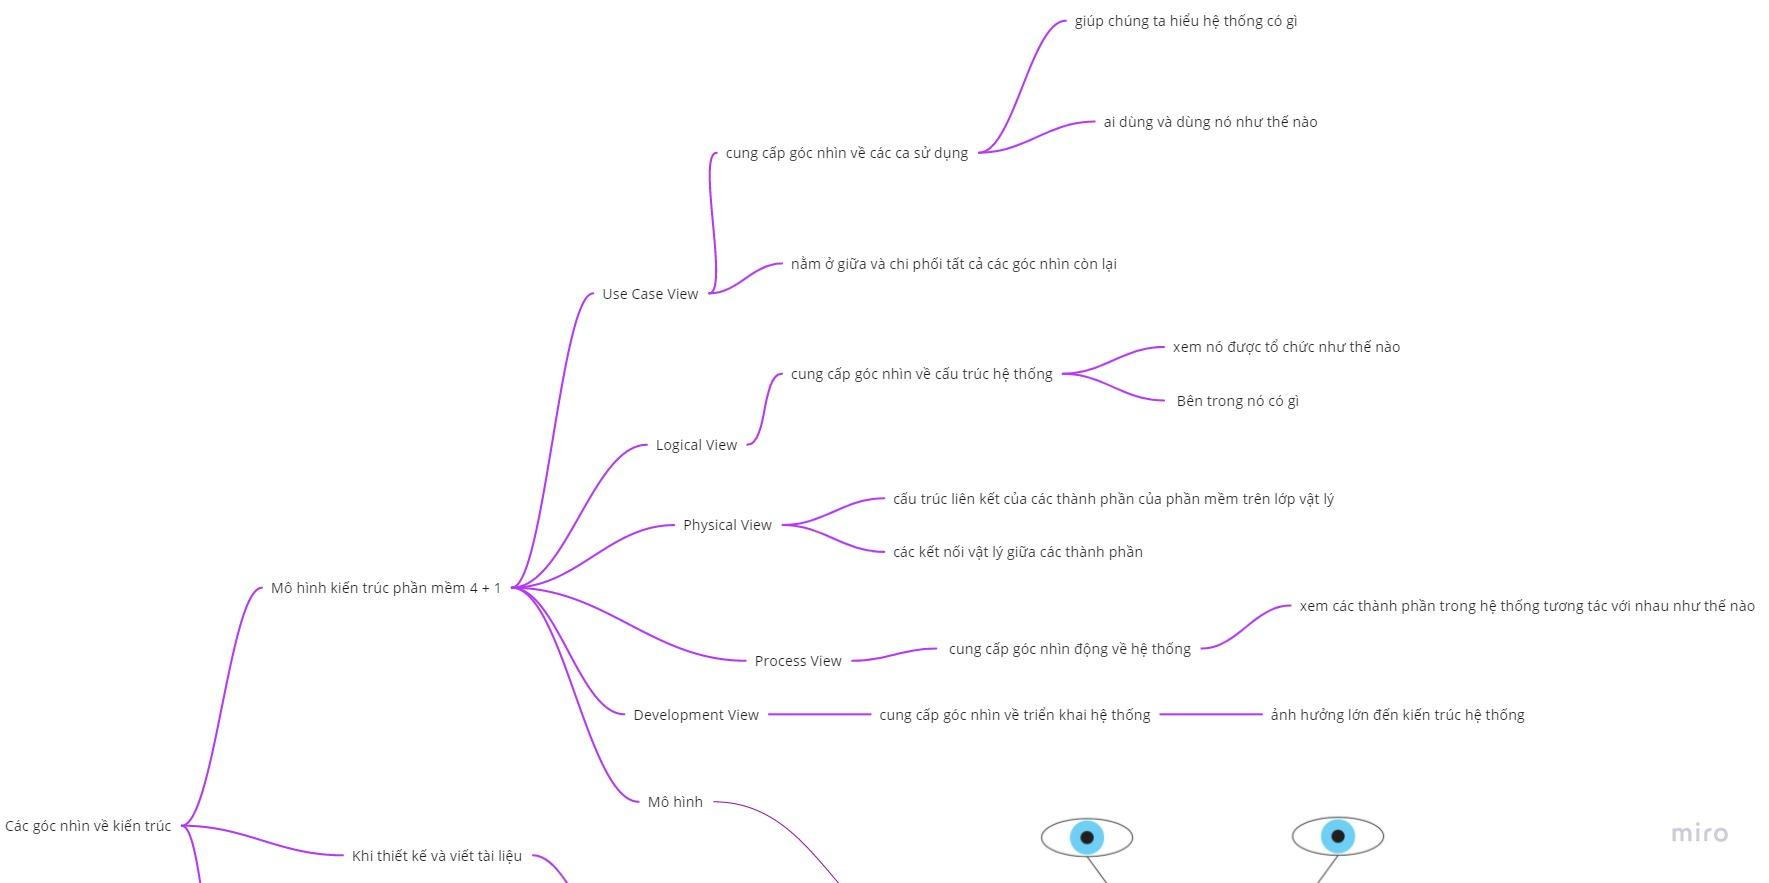 giúp chúng ta hiểu hệ thống có gì
ai dùng và dùng nó như thế nào
cung cấp góc nhìn về các ca sử dụng
nằm ở giữa và chi phối tất cả các góc nhìn còn lại
Use Case View
xem nó được tổ chức như thế nào
cung cấp góc nhìn về cấu trúc hệ thống
Bên trong nó có gì
Logical View
cấu trúc liên kết của các thành phần của phần mềm trên lớp vật lý
Physical View
các kết nối vật lý giữa các thành phần
Mô hình kiến trúc phần mềm 4 + 1
xem các thành phần trong hệ thống tương tác với nhau như thế nào
cung cấp góc nhìn động về hệ thống
Process View
Development View
cung cấp góc nhìn về triển khai hệ thống
ảnh hưởng lớn đến kiến trúc hệ thống
Mô hình
Các góc nhìn về kiến trúc
Khi thiết kế và viết tài liệu
miro